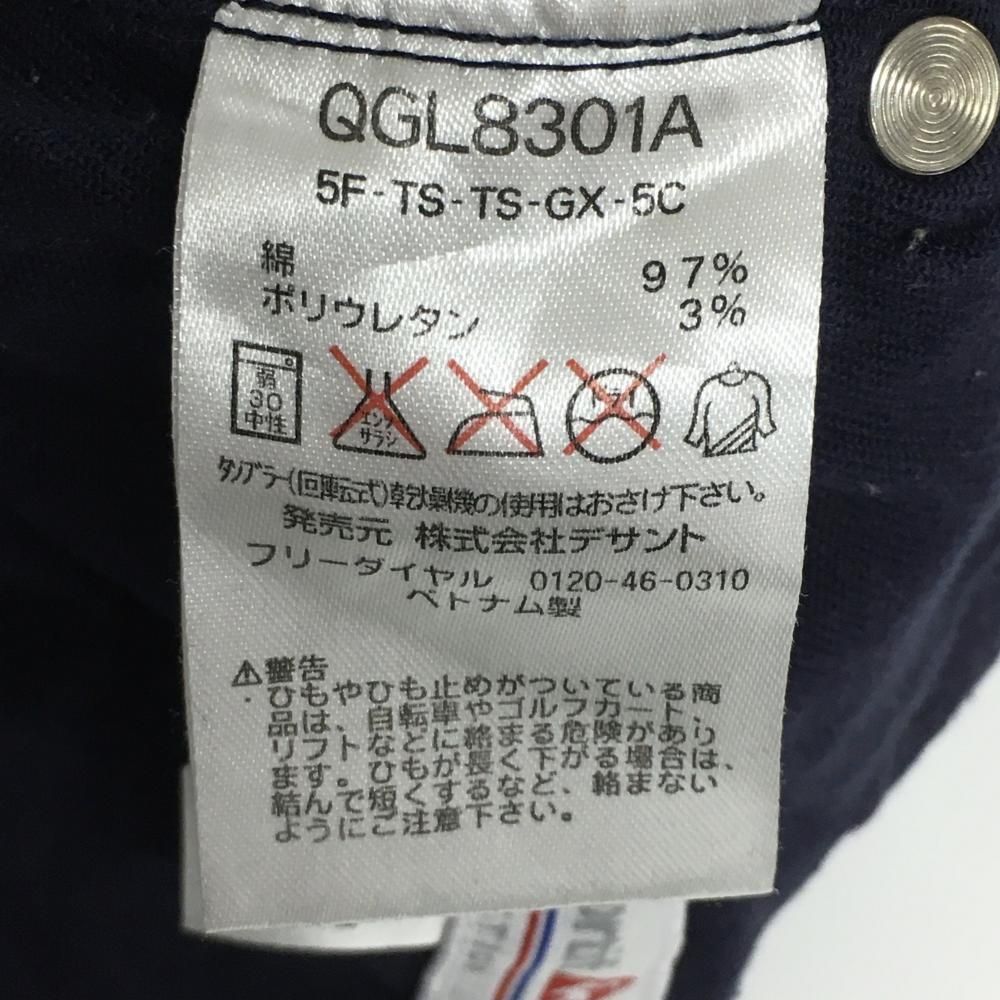 QGL8301A
5F-TS-TS-GX-5C
綿 97%
ポリウレタン 3%
弱
30
中性
エンソ
サラシ
ドライ
タンブラー(回転式)乾燥機の使用はおさけ下さい。
発売元 株式会社デサント
フリーダイヤル 0120-46-0310
ベトナム製
⚠警告
・ひもやひも止めがついている商
品は、自転車やゴルフカート、
リフトなどに絡まる危険があり
ます。ひもが長く下がる場合は、
結んで短くするなど、絡まない
ようにご注意下さい。